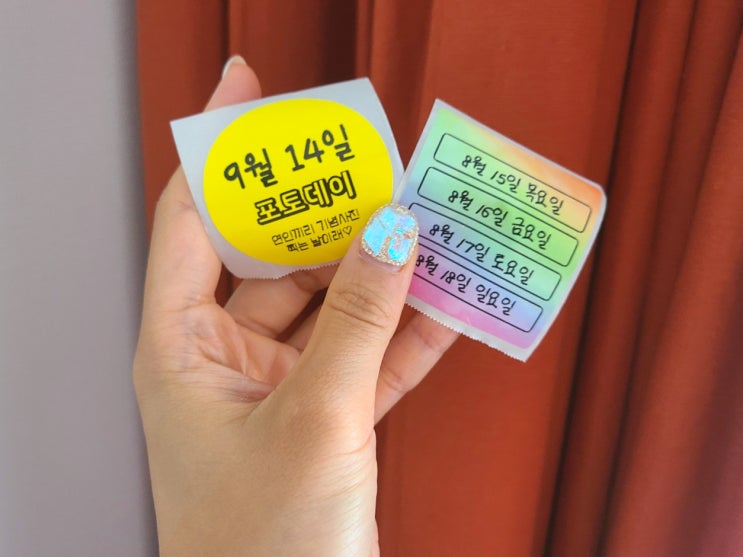 9월 14일
포토데이
연인끼리 기념사진
찍는 날이래♡
8월 15일 목요일
8월 16일 금요일
8월 17일 토요일
8월 18일 일요일